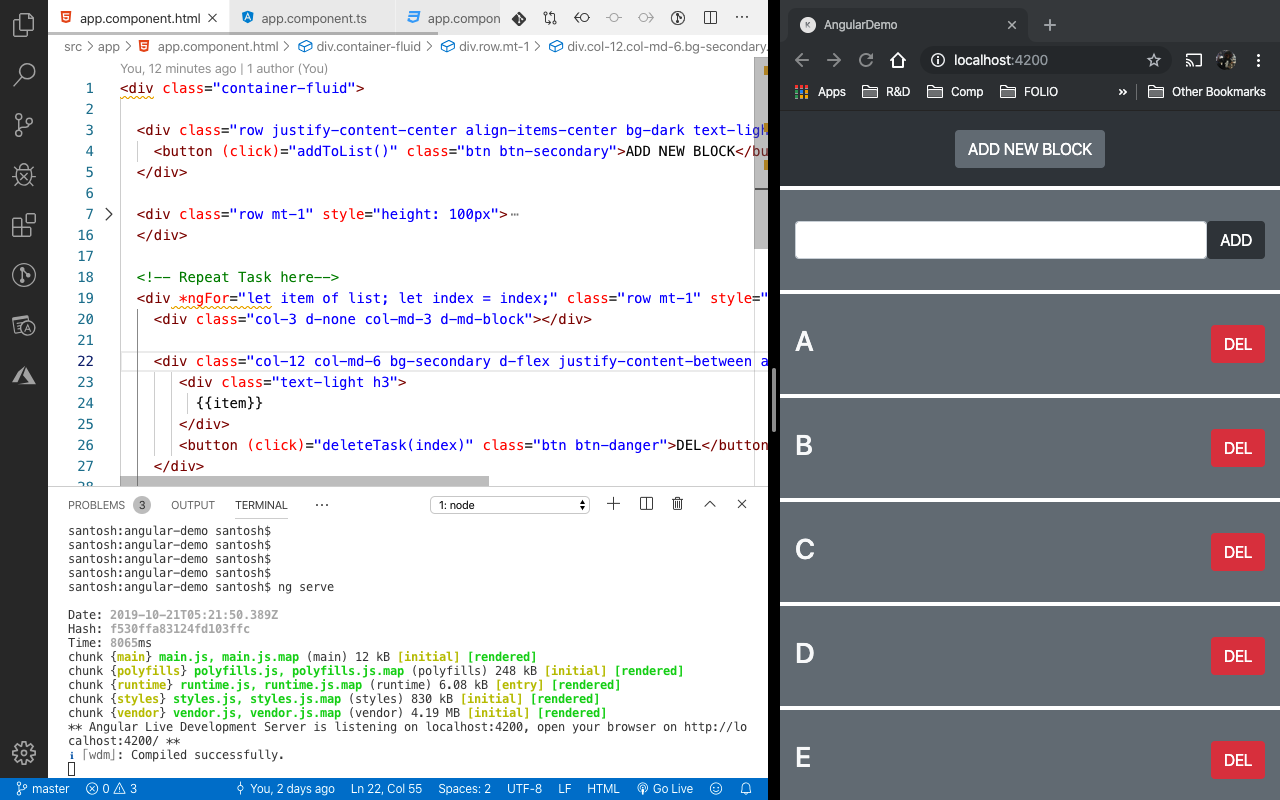 app.component.html
app.component.ts
app.compon
src > app > app.component.html > div.container-fluid > div.row.mt-1 > div.col-12.col-md-6.bg-secondary.
You, 12 minutes ago | 1 author (You)
1 <div class="container-fluid">
2
3 <div class="row justify-content-center align-items-center bg-dark text-ligh
4 <button (click)="addToList()" class="btn btn-secondary">ADD NEW BLOCK</bu
5 </div>
6
7 <div class="row mt-1" style="height: 100px">…
16 </div>
17
18 <!-- Repeat Task here-->
19 <div *ngFor="let item of list; let index = index;" class="row mt-1" style="
20 <div class="col-3 d-none col-md-3 d-md-block"></div>
21
22 <div class="col-12 col-md-6 bg-secondary d-flex justify-content-between a
23 <div class="text-light h3">
24 {{item}}
25 </div>
26 <button (click)="deleteTask(index)" class="btn btn-danger">DEL</button
27 </div>
28
PROBLEMS 3 OUTPUT TERMINAL ··· 1: node
santosh:angular-demo santosh$
santosh:angular-demo santosh$
santosh:angular-demo santosh$
santosh:angular-demo santosh$
santosh:angular-demo santosh$ ng serve
Date: 2019-10-21T05:21:50.389Z
Hash: f530ffa83124fd103ffc
Time: 8065ms
chunk {main} main.js, main.js.map (main) 12 kB [initial] [rendered]
chunk {polyfills} polyfills.js, polyfills.js.map (polyfills) 248 kB [initial] [rendered]
chunk {runtime} runtime.js, runtime.js.map (runtime) 6.08 kB [entry] [rendered]
chunk {styles} styles.js, styles.js.map (styles) 830 kB [initial] [rendered]
chunk {vendor} vendor.js, vendor.js.map (vendor) 4.19 MB [initial] [rendered]
** Angular Live Development Server is listening on localhost:4200, open your browser on http://lo
calhost:4200/ **
ℹ ｢wdm｣: Compiled successfully.
master 0 3 You, 2 days ago Ln 22, Col 55 Spaces: 2 UTF-8 LF HTML Go Live
K AngularDemo
localhost:4200
Apps R&D Comp FOLIO » Other Bookmarks
ADD NEW BLOCK
ADD
A DEL
B DEL
C DEL
D DEL
E DEL